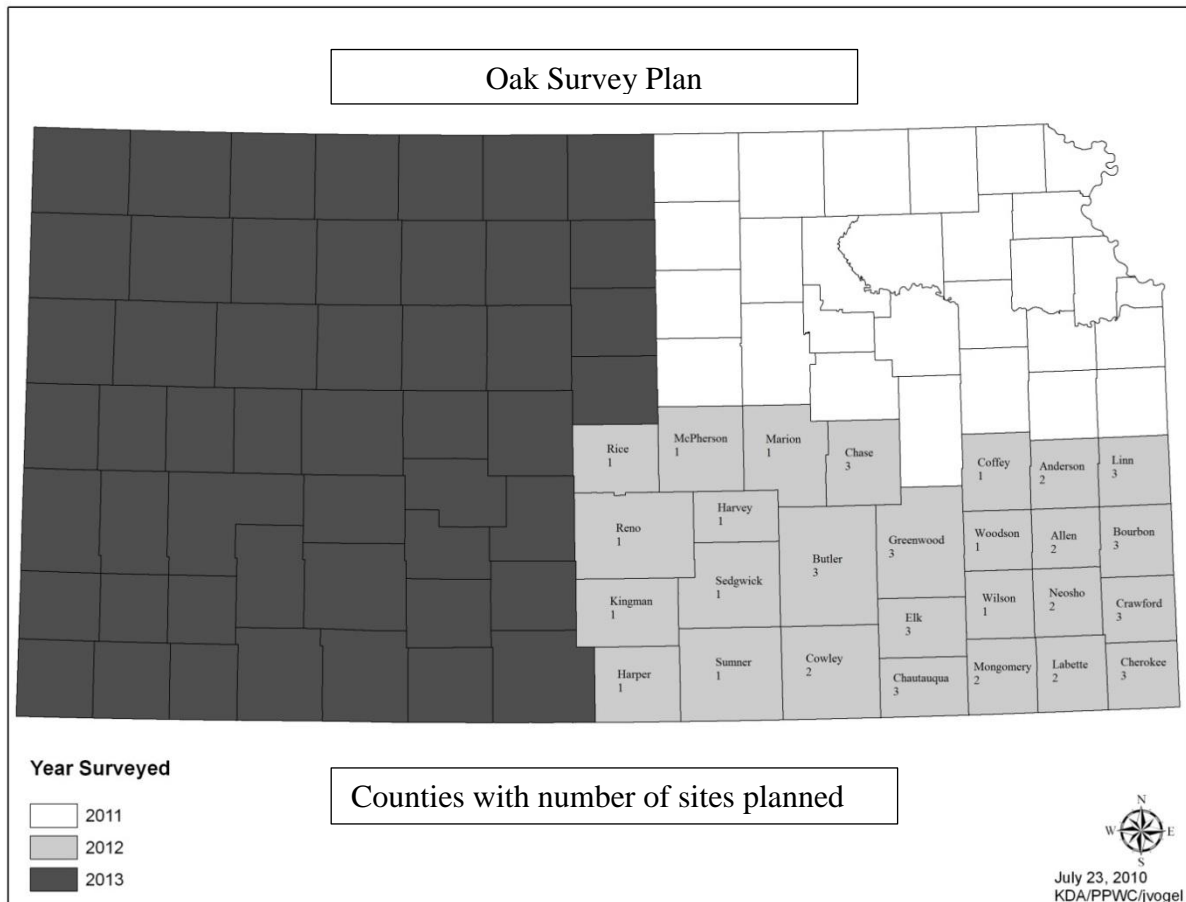 Oak Survey Plan
Rice
1
McPherson
1
Marion
1
Chase
3
Coffey
1
Anderson
2
Linn
3
Reno
1
Harvey
1
Butler
3
Greenwood
3
Woodson
1
Allen
2
Bourbon
3
Kingman
1
Sedgwick
1
Elk
3
Wilson
1
Neosho
2
Crawford
3
Harper
1
Sumner
1
Cowley
2
Chautauqua
3
Mongomery
2
Labette
2
Cherokee
3
Year Surveyed
2011
2012
2013
Counties with number of sites planned
N
W E
S
July 23, 2010
KDA/PPWC/jvogel